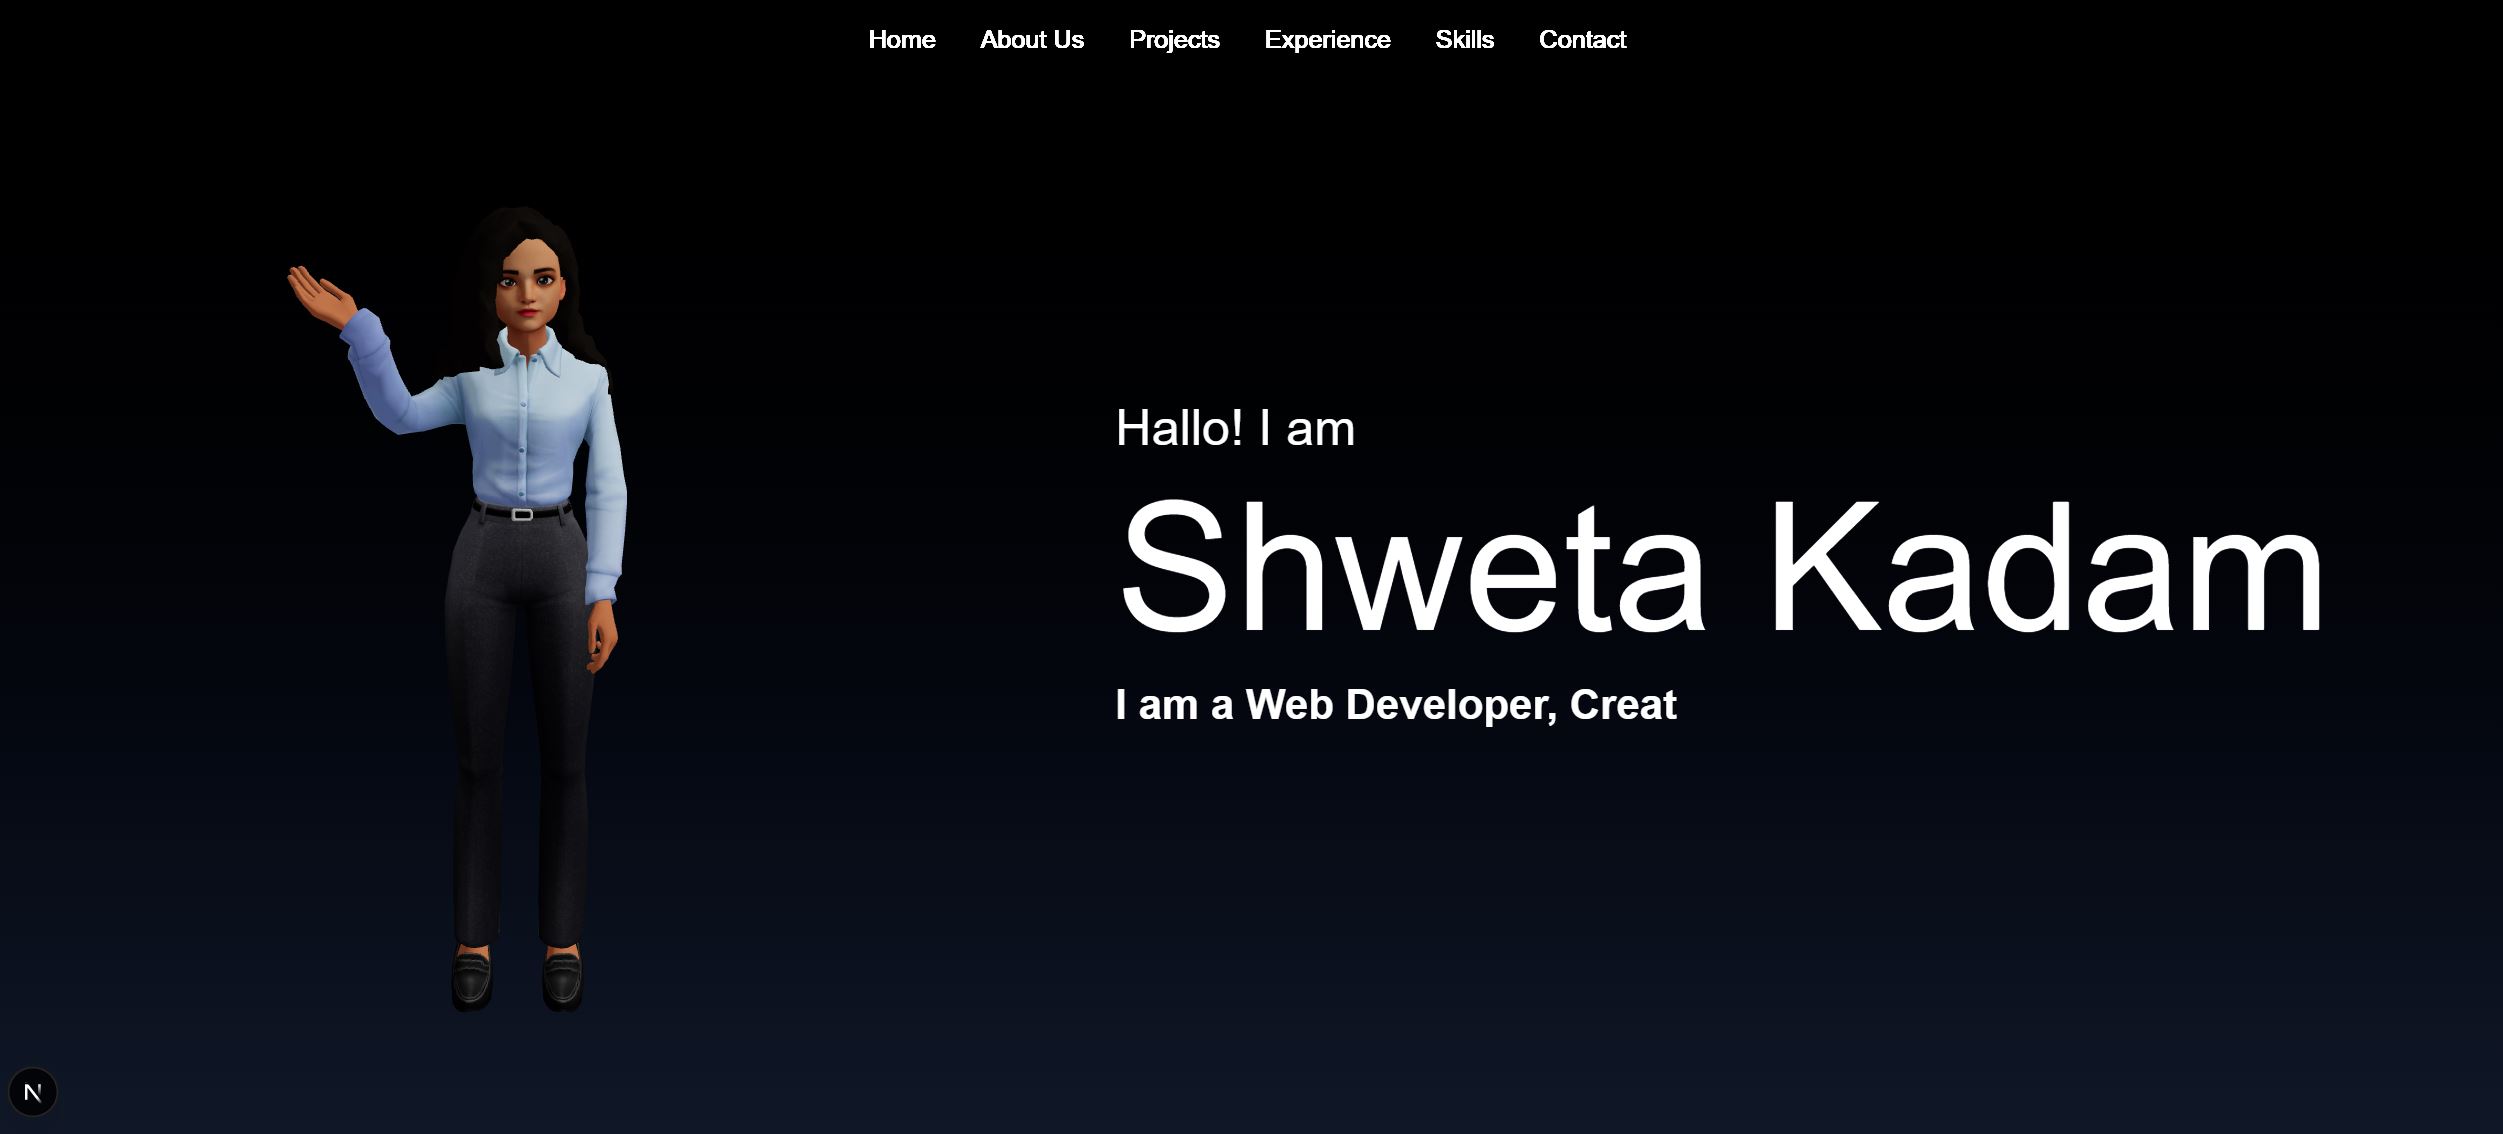 Home About Us Projects Experience Skills Contact
Hallo! I am
Shweta Kadam
I am a Web Developer, Creat
N